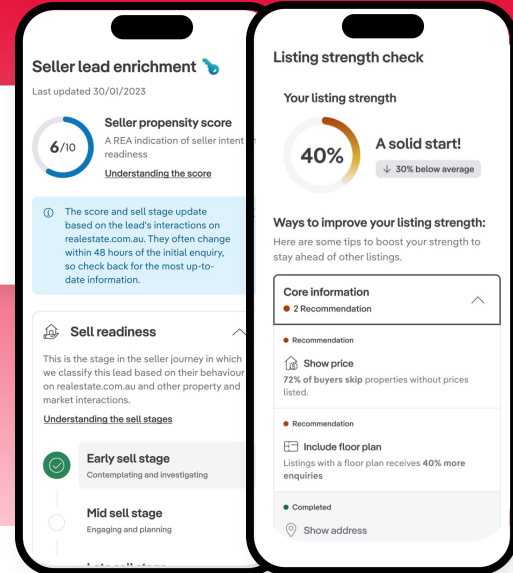 Seller lead enrichment
Last updated 30/01/2023
6/10
Seller propensity score
A REA indication of seller intent
readiness
Understanding the score
The score and sell stage update
based on the lead's interactions on
realestate.com.au. They often change
within 48 hours of the initial enquiry,
so check back for the most up-to-
date information.
Sell readiness
This is the stage in the seller journey in which
we classify this lead based on their behaviour
on realestate.com.au and other property and
market interactions.
Understanding the sell stages
Early sell stage
Contemplating and investigating
Mid sell stage
Engaging and planning
Listing strength check
Your listing strength
40%
A solid start!
↓ 30% below average
Ways to improve your listing strength:
Here are some tips to boost your strength to
stay ahead of other listings.
Core information
2 Recommendation
Recommendation
Show price
72% of buyers skip properties without prices
listed.
Recommendation
Include floor plan
Listings with a floor plan receives 40% more
enquiries
Completed
Show address